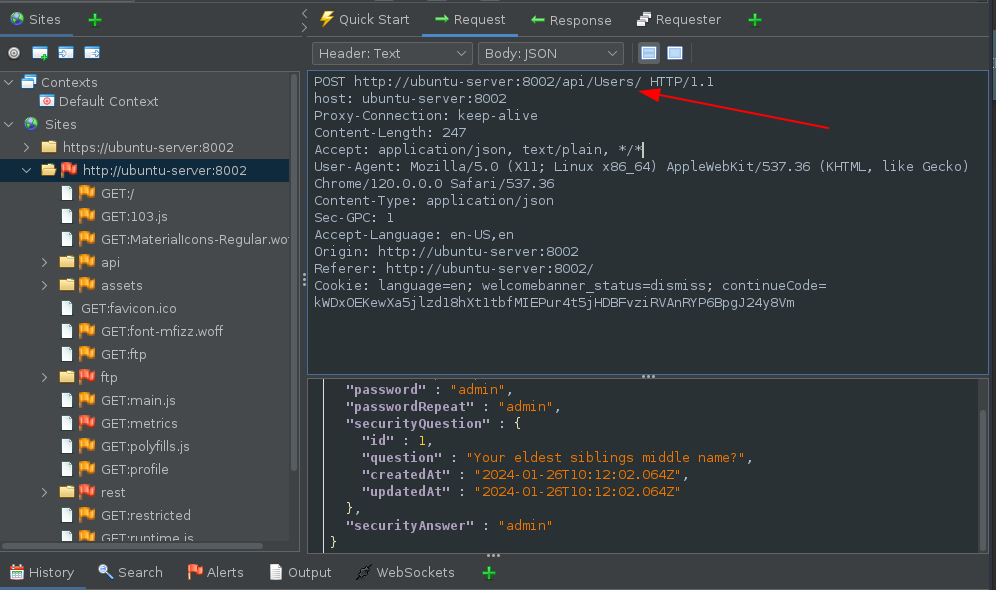 Sites
Quick Start
Request
Response
Requester
Header: Text
Body: JSON
Contexts
Default Context
Sites
https://ubuntu-server:8002
http://ubuntu-server:8002
GET:/
GET:103.js
GET:MaterialIcons-Regular.wof
api
assets
GET:favicon.ico
GET:font-mfizz.woff
GET:ftp
ftp
GET:main.js
GET:metrics
GET:polyfills.js
GET:profile
rest
GET:restricted
GET:runtime.js
POST http://ubuntu-server:8002/api/Users/ HTTP/1.1
host: ubuntu-server:8002
Proxy-Connection: keep-alive
Content-Length: 247
Accept: application/json, text/plain, */*
User-Agent: Mozilla/5.0 (X11; Linux x86_64) AppleWebKit/537.36 (KHTML, like Gecko)
Chrome/120.0.0.0 Safari/537.36
Content-Type: application/json
Sec-GPC: 1
Accept-Language: en-US,en
Origin: http://ubuntu-server:8002
Referer: http://ubuntu-server:8002/
Cookie: language=en; welcomebanner_status=dismiss; continueCode=
kWDxOEKewXa5jlzd18hXt1tbfMIEPur4t5jHDBFvziRVAnRYP6BpgJ24y8Vm
"password" : "admin",
"passwordRepeat" : "admin",
"securityQuestion" : {
"id" : 1,
"question" : "Your eldest siblings middle name?",
"createdAt" : "2024-01-26T10:12:02.064Z",
"updatedAt" : "2024-01-26T10:12:02.064Z"
},
"securityAnswer" : "admin"
}
History
Search
Alerts
Output
WebSockets